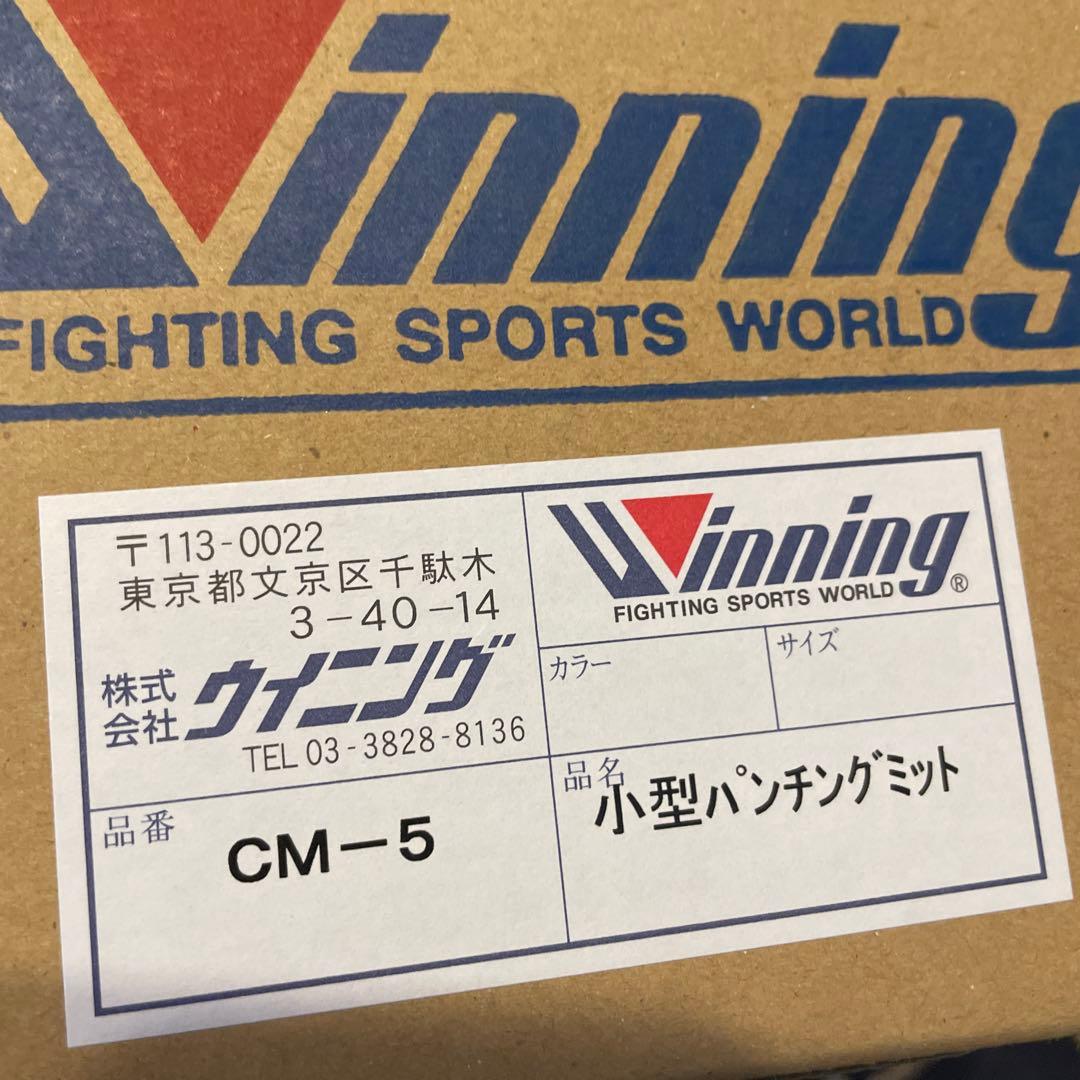 Winning
FIGHTING SPORTS WORLD
〒113-0022
東京都文京区千駄木
3-40-14
株式会社 ウイニング
TEL 03-3828-8136
Winning®
FIGHTING SPORTS WORLD
カラー
サイズ
品番
CM-5
品名
小型パンチングミット